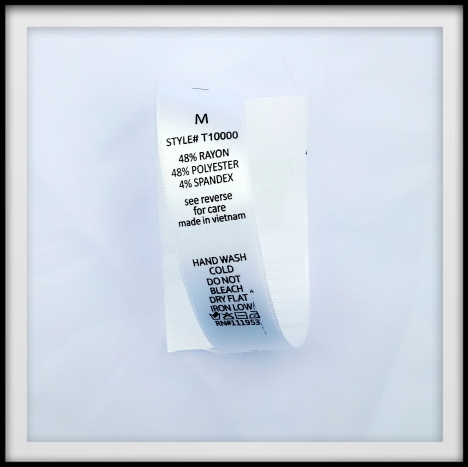 M
STYLE# T10000
48% RAYON
48% POLYESTER
4% SPANDEX
see reverse
for care
made in vietnam
HAND WASH
COLD
DO NOT
BLEACH
DRY FLAT
IRON LOW
RN#111953